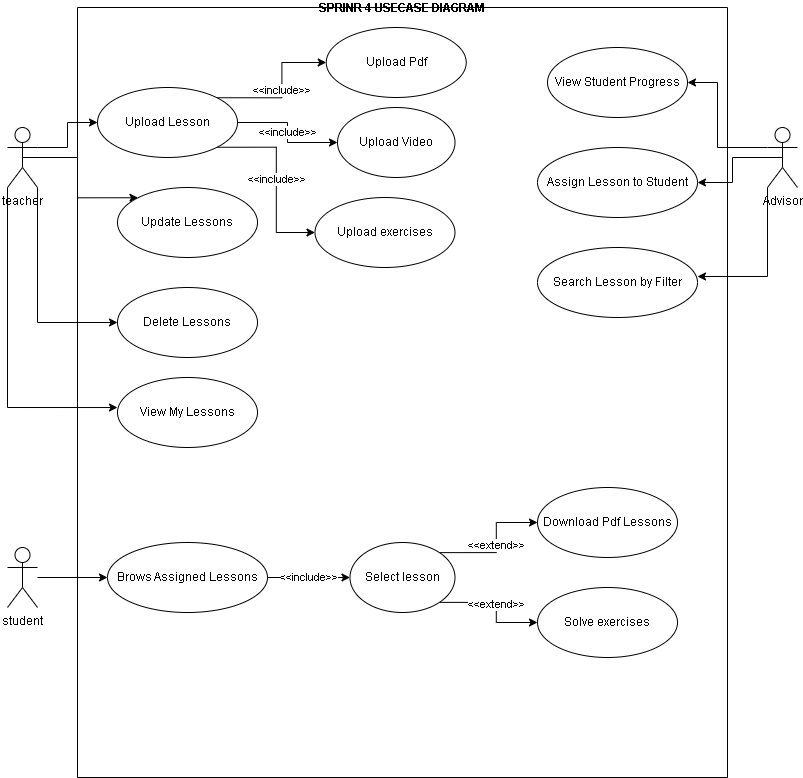 SPRINR 4 USECASE DIAGRAM
Upload Pdf
<<include>>
View Student Progress
Upload Lesson
<<include>>
Upload Video
<<include>>
Assign Lesson to Student
teacher
Advisor
Update Lessons
Upload exercises
Search Lesson by Filter
Delete Lessons
View My Lessons
Download Pdf Lessons
<<extend>>
Brows Assigned Lessons
<<include>>
Select lesson
<<extend>>
Solve exercises
student